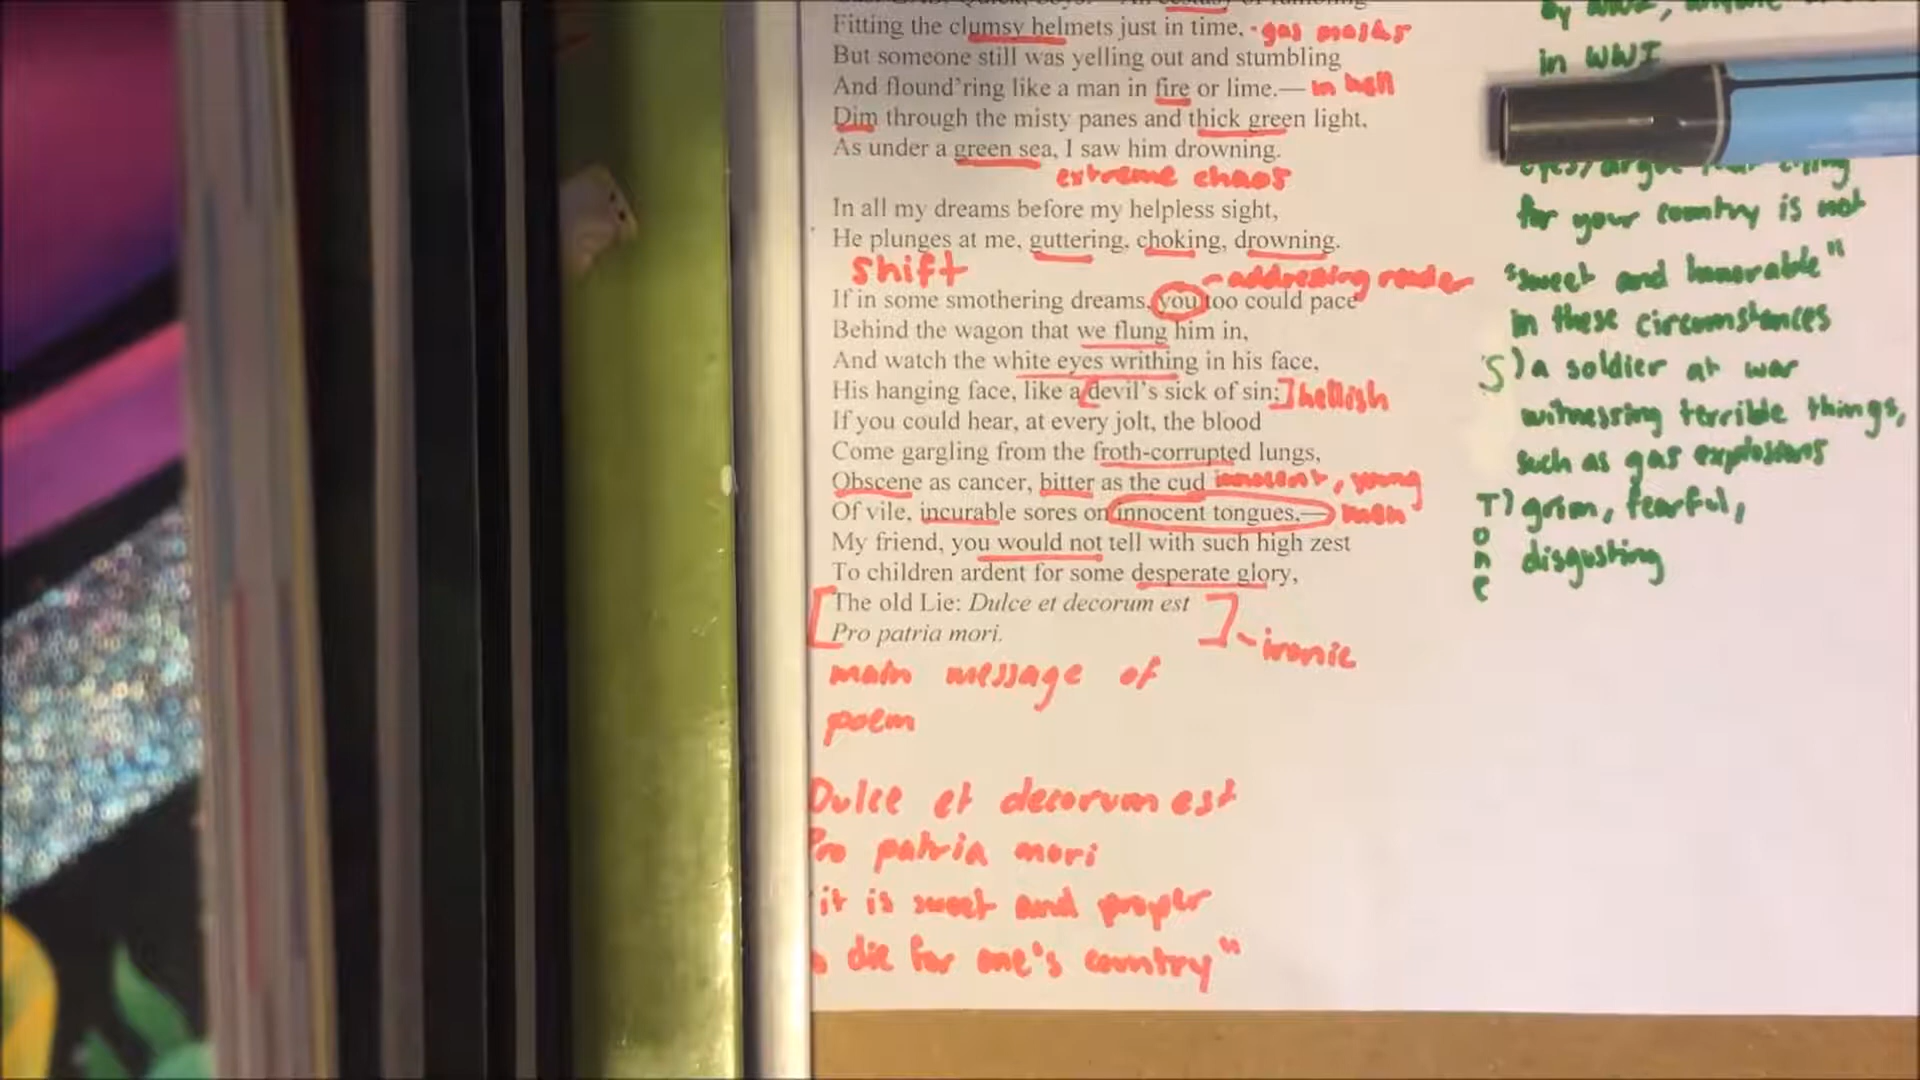 Fitting the clumsy helmets just in time, - gas masks
But someone still was yelling out and stumbling
And flound'ring like a man in fire or lime.— in hell
Dim through the misty panes and thick green light,
As under a green sea, I saw him drowning.
extreme chaos
In all my dreams before my helpless sight,
He plunges at me, guttering, choking, drowning.
shift
- addressing reader
If in some smothering dreams, you too could pace
Behind the wagon that we flung him in,
And watch the white eyes writhing in his face,
His hanging face, like a [devil's sick of sin;] hellish
If you could hear, at every jolt, the blood
Come gargling from the froth-corrupted lungs,
Obscene as cancer, bitter as the cud innocent, young
Of vile, incurable sores on innocent tongues,— men
My friend, you would not tell with such high zest
To children ardent for some desperate glory,
[The old Lie: Dulce et decorum est
Pro patria mori. ] - ironic
main message of
poem
Dulce et decorum est
Pro patria mori
it is sweet and proper
die for one's country"
by WWI, anyone
in WWI
for your country is not
"sweet and honorable"
in these circumstances
S) a soldier at war
witnessing terrible things,
such as gas explosions
T) grim, fearful,
one disgusting